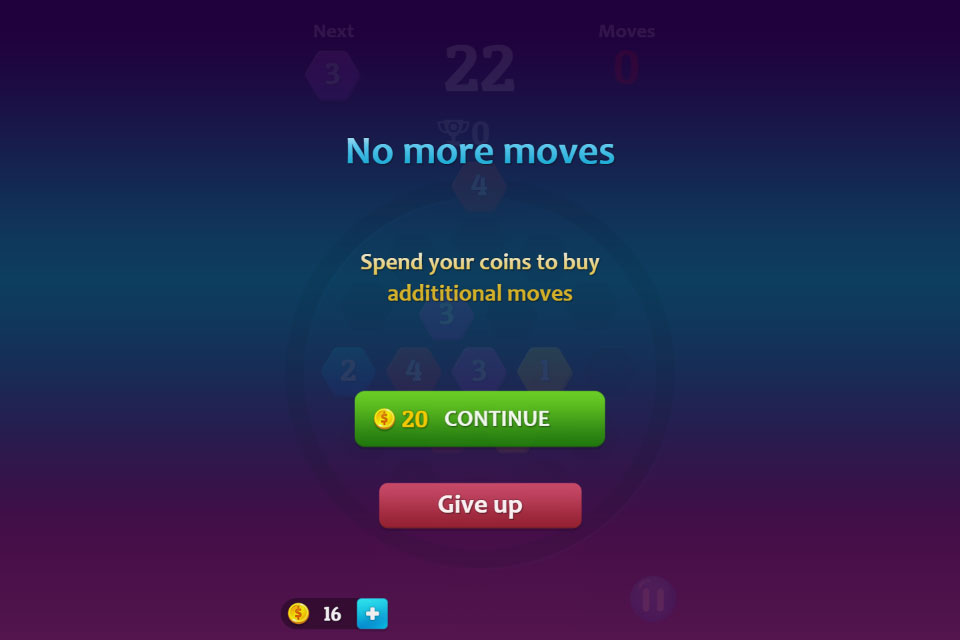 Next
Moves
3
22
0
0
No more moves
4
Spend your coins to buy
addititional moves
3
2 4 3 1
$ 20 CONTINUE
Give up
$ 16 +